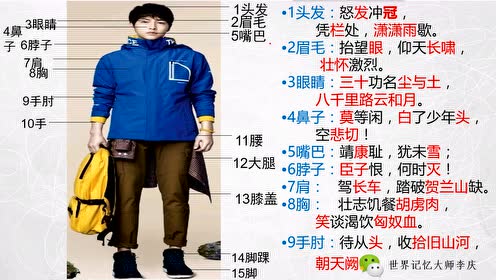 1头发
2眉毛
3眼睛
4鼻子
5嘴巴
6脖子
7肩
8胸
9手肘
10手
11腰
12大腿
13膝盖
14脚踝
15脚
•1头发：怒发冲冠，
凭栏处，潇潇雨歇。
•2眉毛：抬望眼，仰天长啸，
壮怀激烈。
•3眼睛：三十功名尘与土，
八千里路云和月。
•4鼻子：莫等闲，白了少年头，
空悲切！
•5嘴巴：靖康耻，犹未雪；
•6脖子：臣子恨，何时灭！
•7肩： 驾长车，踏破贺兰山缺。
•8胸： 壮志饥餐胡虏肉，
笑谈渴饮匈奴血。
•9手肘：待从头，收拾旧山河，
朝天阙
世界记忆大师李庆